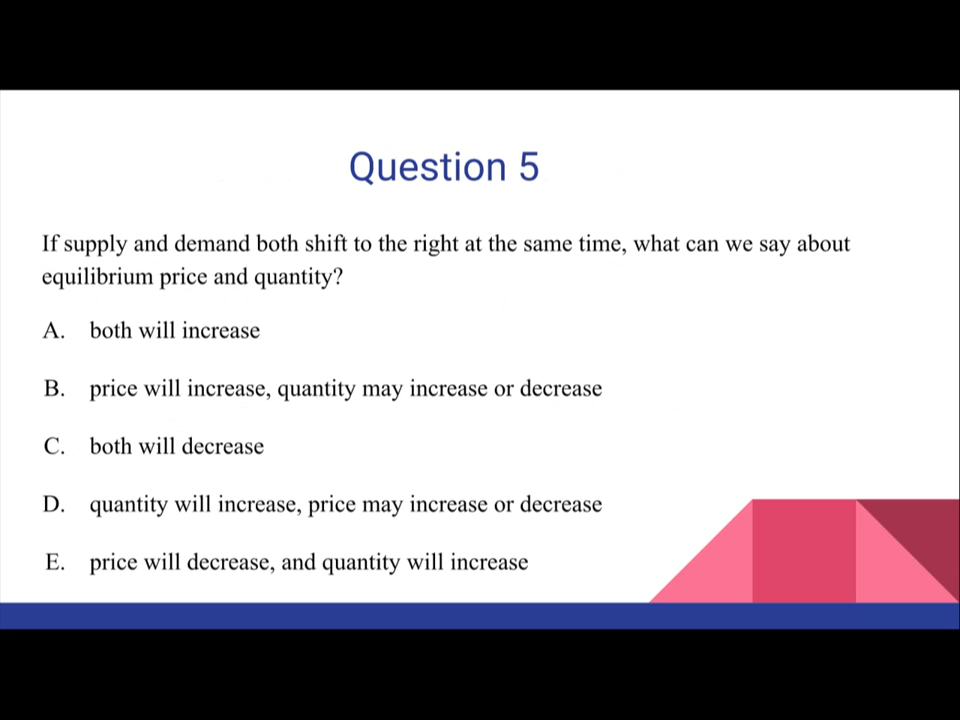 Question 5
If supply and demand both shift to the right at the same time, what can we say about
equilibrium price and quantity?
A. both will increase
B. price will increase, quantity may increase or decrease
C. both will decrease
D. quantity will increase, price may increase or decrease
E. price will decrease, and quantity will increase